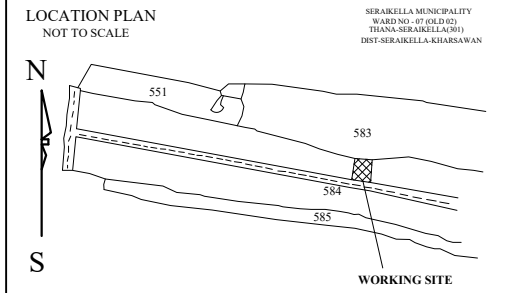 LOCATION PLAN
NOT TO SCALE
SERAIKELLA MUNICIPALITY
WARD NO - 07 (OLD 02)
THANA-SERAIKELLA(301)
DIST-SERAIKELLA-KHARSAWAN
N
551
583
584
585
S
WORKING SITE